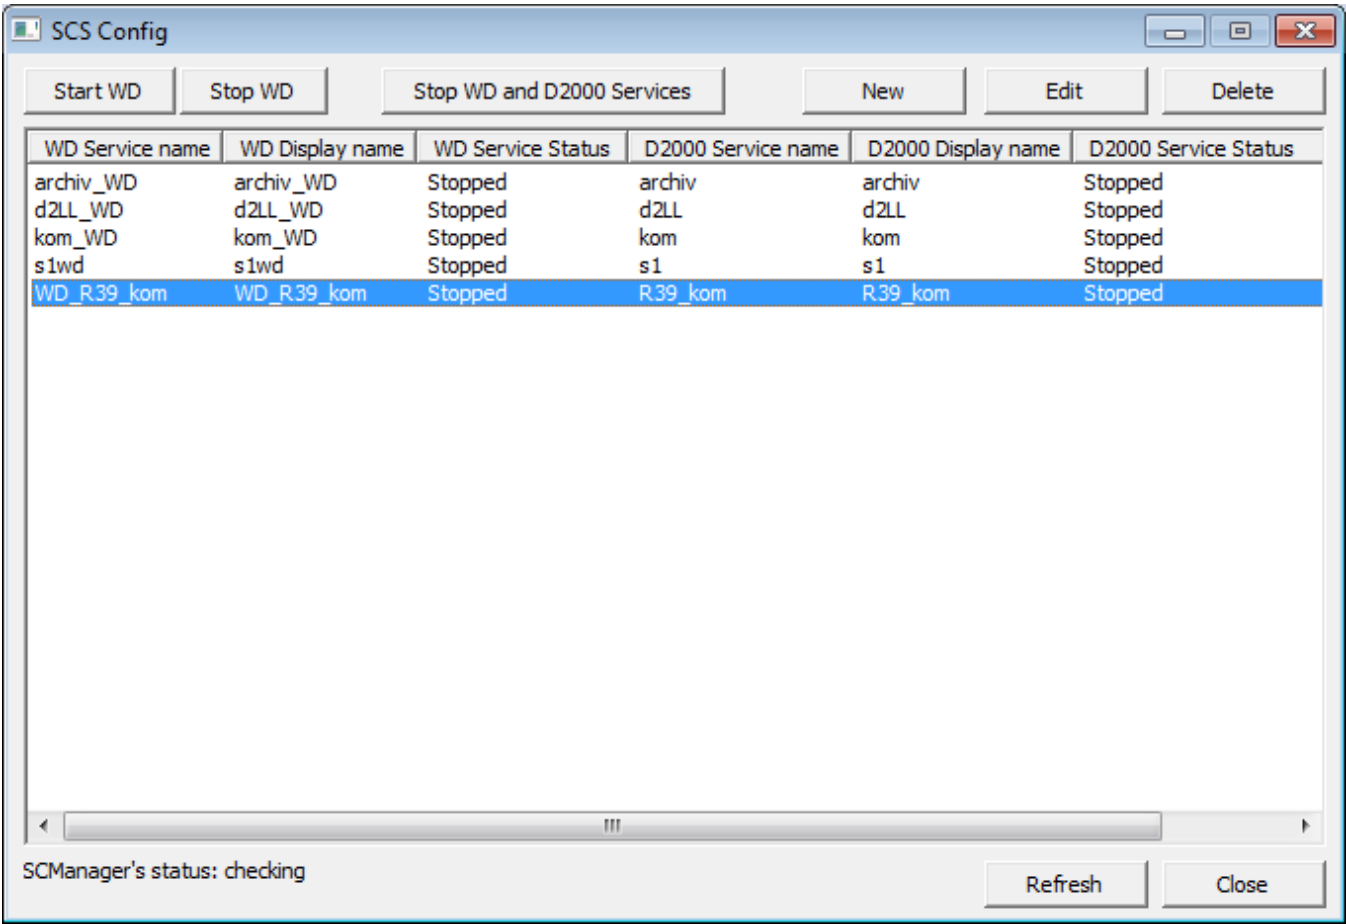 SCS Config
Start WD Stop WD Stop WD and D2000 Services New Edit Delete
WD Service name WD Display name WD Service Status D2000 Service name D2000 Display name D2000 Service Status
archiv_WD archiv_WD Stopped archiv archiv Stopped
d2LL_WD d2LL_WD Stopped d2LL d2LL Stopped
kom_WD kom_WD Stopped kom kom Stopped
s1wd s1wd Stopped s1 s1 Stopped
WD_R39_kom WD_R39_kom Stopped R39_kom R39_kom Stopped
SCManager's status: checking
Refresh Close